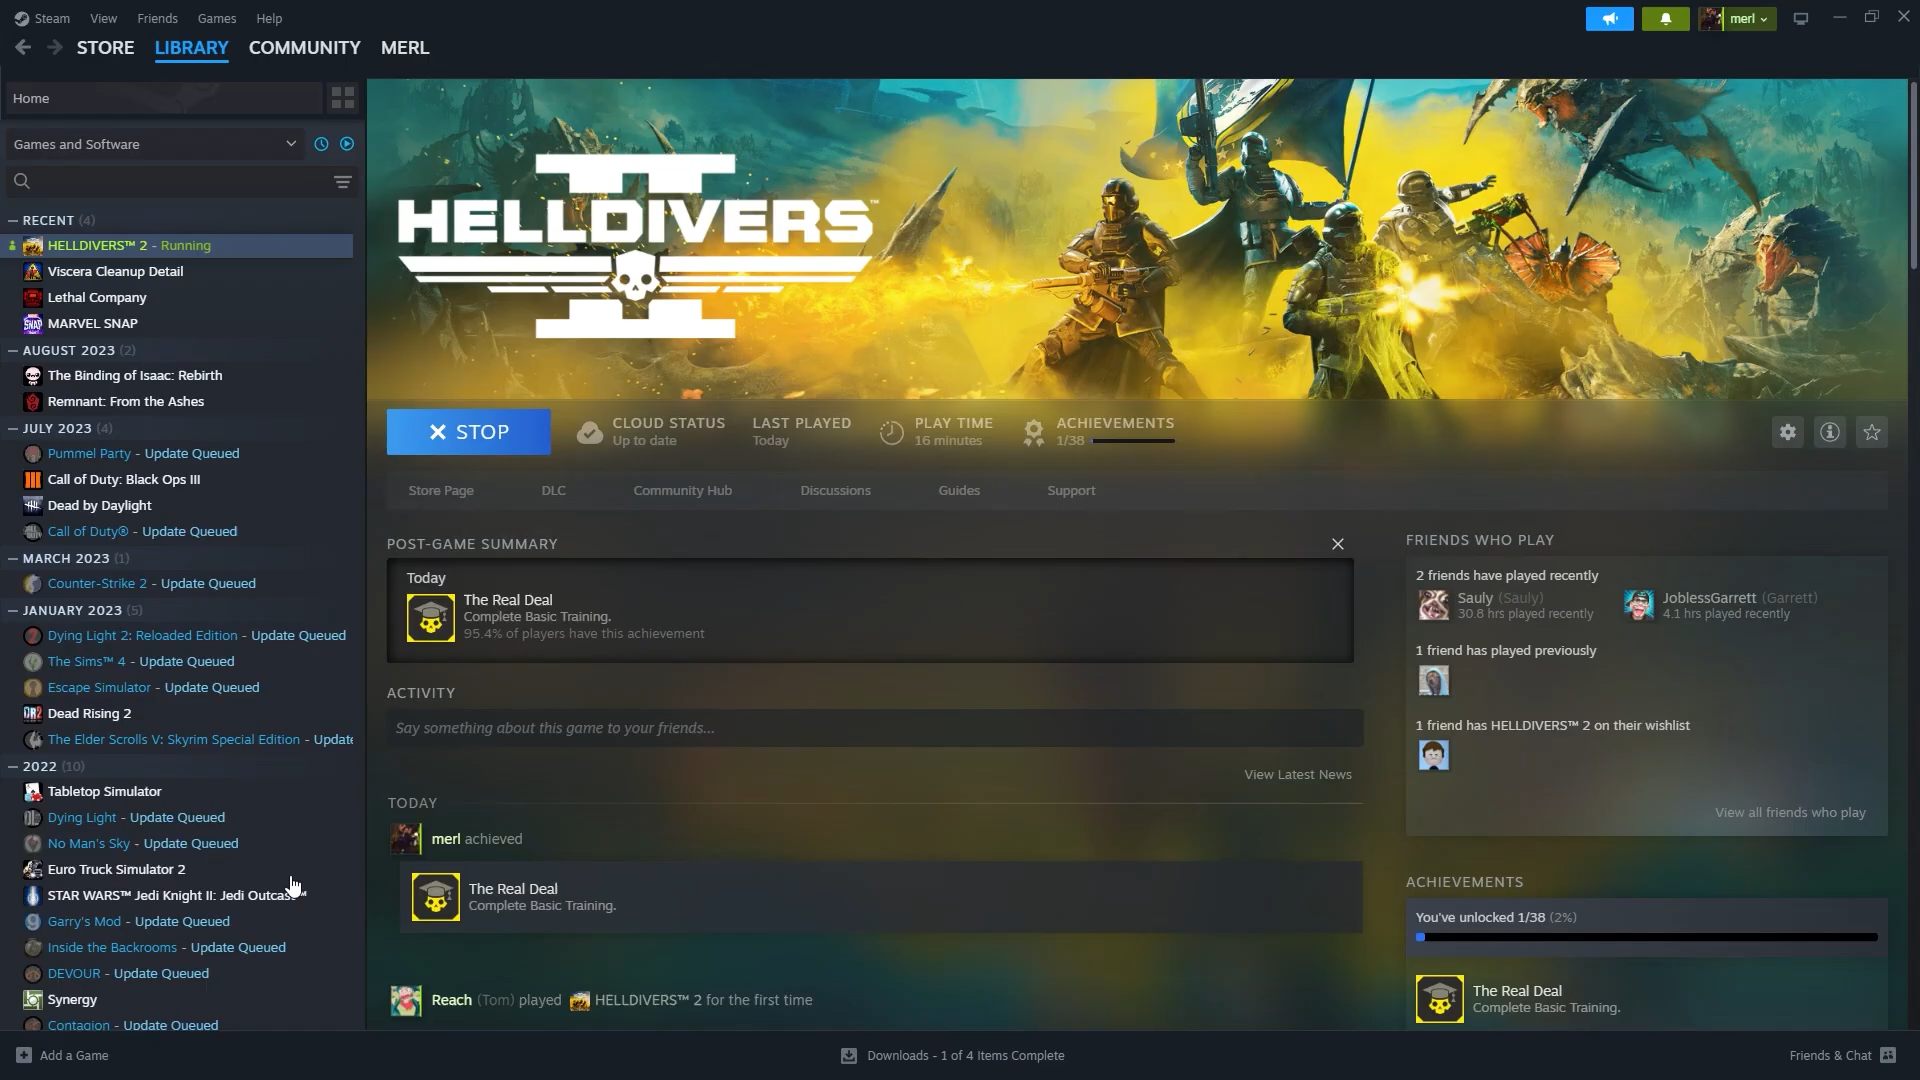 Steam View Friends Games Help
merl
STORE LIBRARY COMMUNITY MERL
Home
Games and Software
— RECENT (4)
HELLDIVERS™ 2 - Running
Viscera Cleanup Detail
Lethal Company
MARVEL SNAP
— AUGUST 2023 (2)
The Binding of Isaac: Rebirth
Remnant: From the Ashes
— JULY 2023 (4)
Pummel Party - Update Queued
Call of Duty: Black Ops III
Dead by Daylight
Call of Duty® - Update Queued
— MARCH 2023 (1)
Counter-Strike 2 - Update Queued
— JANUARY 2023 (5)
Dying Light 2: Reloaded Edition - Update Queued
The Sims™ 4 - Update Queued
Escape Simulator - Update Queued
Dead Rising 2
The Elder Scrolls V: Skyrim Special Edition - Update
— 2022 (10)
Tabletop Simulator
Dying Light - Update Queued
No Man's Sky - Update Queued
Euro Truck Simulator 2
STAR WARS™ Jedi Knight II: Jedi Outcast™
Garry's Mod - Update Queued
Inside the Backrooms - Update Queued
DEVOUR - Update Queued
Synergy
Contagion - Update Queued
HELLDIVERS™
II
STOP
CLOUD STATUS
Up to date
LAST PLAYED
Today
PLAY TIME
16 minutes
ACHIEVEMENTS
1/38
Store Page DLC Community Hub Discussions Guides Support
POST-GAME SUMMARY
Today
The Real Deal
Complete Basic Training.
95.4% of players have this achievement
ACTIVITY
Say something about this game to your friends...
View Latest News
TODAY
merl achieved
The Real Deal
Complete Basic Training.
Reach (Tom) played HELLDIVERS™ 2 for the first time
FRIENDS WHO PLAY
2 friends have played recently
Sauly (Sauly)
30.8 hrs played recently
JoblessGarrett (Garrett)
4.1 hrs played recently
1 friend has played previously
1 friend has HELLDIVERS™ 2 on their wishlist
View all friends who play
ACHIEVEMENTS
You've unlocked 1/38 (2%)
The Real Deal
Complete Basic Training.
Add a Game
Downloads - 1 of 4 Items Complete
Friends & Chat